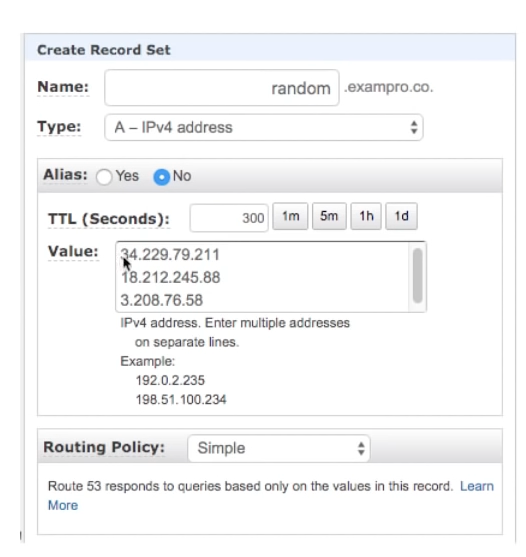 Create Record Set
Name: random .exampro.co.
Type: A – IPv4 address
Alias: Yes No
TTL (Seconds): 300 1m 5m 1h 1d
Value: 34.229.79.211
18.212.245.88
3.208.76.58
IPv4 address. Enter multiple addresses
on separate lines.
Example:
192.0.2.235
198.51.100.234
Routing Policy: Simple
Route 53 responds to queries based only on the values in this record. Learn
More